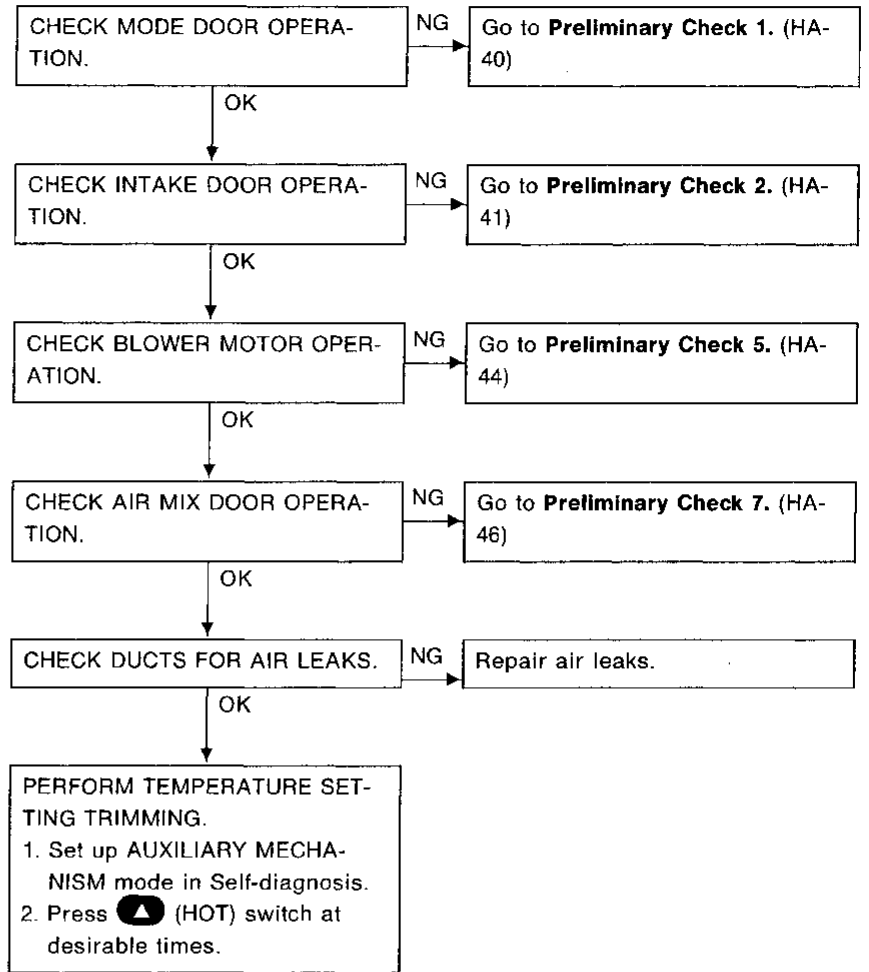 CHECK MODE DOOR OPERA-
TION.
NG
Go to Preliminary Check 1. (HA-
40)
OK
CHECK INTAKE DOOR OPERA-
TION.
NG
Go to Preliminary Check 2. (HA-
41)
OK
CHECK BLOWER MOTOR OPER-
ATION.
NG
Go to Preliminary Check 5. (HA-
44)
OK
CHECK AIR MIX DOOR OPERA-
TION.
NG
Go to Preliminary Check 7. (HA-
46)
OK
CHECK DUCTS FOR AIR LEAKS.
NG
Repair air leaks.
OK
PERFORM TEMPERATURE SET-
TING TRIMMING.
1. Set up AUXILIARY MECHA-
NISM mode in Self-diagnosis.
2. Press ▲ (HOT) switch at
desirable times.